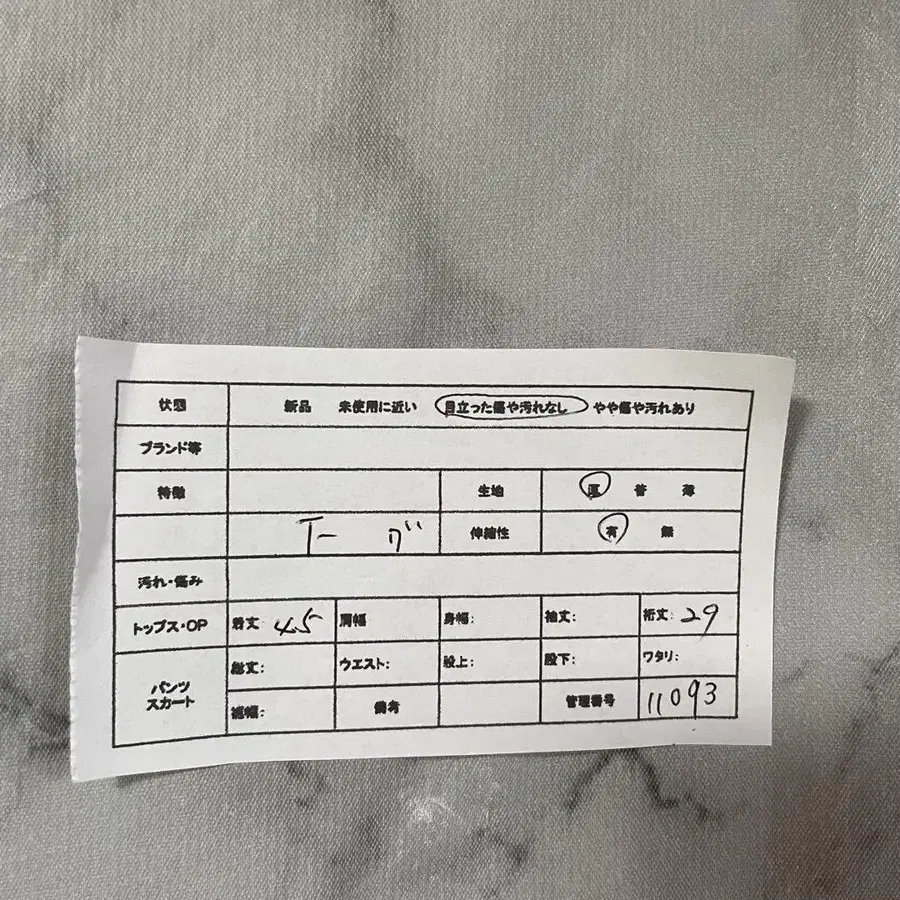 状態 新品 未使用に近い 目立った傷や汚れなし やや傷や汚れあり
ブランド等
特徴 生地 厚 普 薄
伸縮性 有 無
汚れ・傷み
トップス・OP 着丈: 45 肩幅 身幅: 袖丈: 裄丈: 29
パンツ スカート 総丈: ウエスト: 股上: 股下: ワタリ:
裾幅: 備考 管理番号 11093